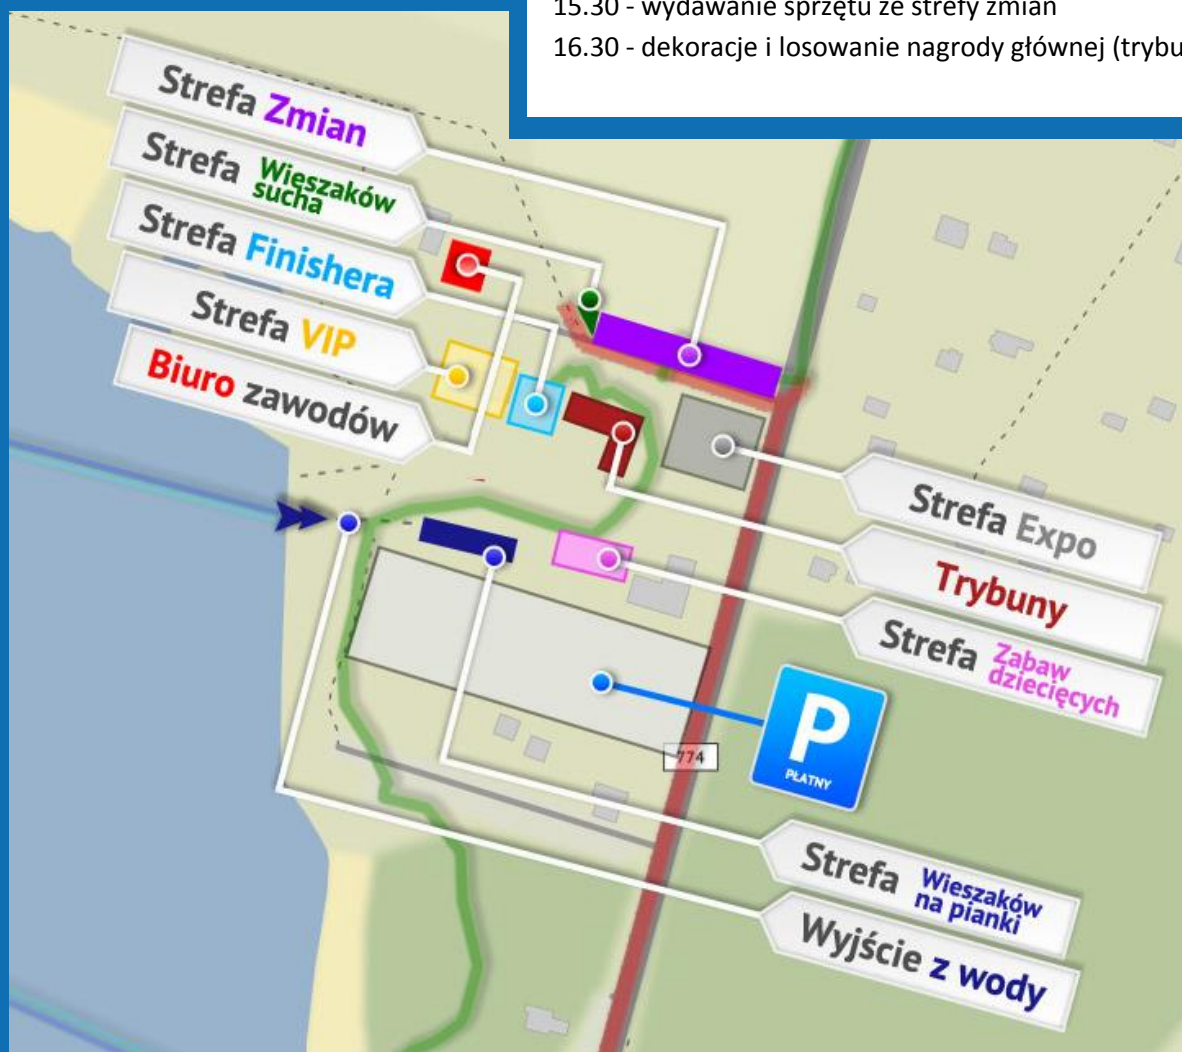 15.30 - wydawanie sprzętu ze strefy zmian
16.30 - dekoracje i losowanie nagrody głównej (trybu
Strefa Zmian
Strefa Wieszaków
sucha
Strefa Finishera
Strefa VIP
Biuro zawodów
Strefa Expo
Trybuny
Strefa Zabaw
dziecięcych
P
PŁATNY
774
Strefa Wieszaków
na pianki
Wyjście z wody